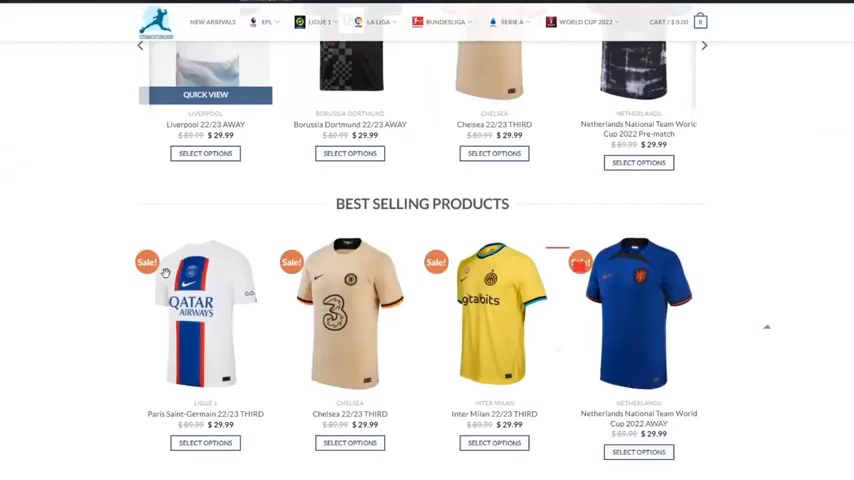 NEW ARRIVALS EPL LIGUE 1 LA LIGA BUNDESLIGA SERIE A WORLD CUP 2022 CART / $ 0.00 0
QUICK VIEW
LIVERPOOL
Liverpool 22/23 AWAY
$ 89.99 $ 29.99
SELECT OPTIONS
BORUSSIA DORTMUND
Borussia Dortmund 22/23 AWAY
$ 89.99 $ 29.99
SELECT OPTIONS
CHELSEA
Chelsea 22/23 THIRD
$ 89.99 $ 29.99
SELECT OPTIONS
NETHERLANDS
Netherlands National Team World
Cup 2022 Pre-match
$ 89.99 $ 29.99
SELECT OPTIONS
BEST SELLING PRODUCTS
Sale!
QATAR
AIRWAYS
LIGUE 1
Paris Saint-Germain 22/23 THIRD
$ 89.99 $ 29.99
SELECT OPTIONS
Sale!
3
CHELSEA
Chelsea 22/23 THIRD
$ 89.99 $ 29.99
SELECT OPTIONS
Sale!
gitabits
INTER MILAN
Inter Milan 22/23 THIRD
$ 89.99 $ 29.99
SELECT OPTIONS
NETHERLANDS
Netherlands National Team World
Cup 2022 AWAY
$ 89.99 $ 29.99
SELECT OPTIONS